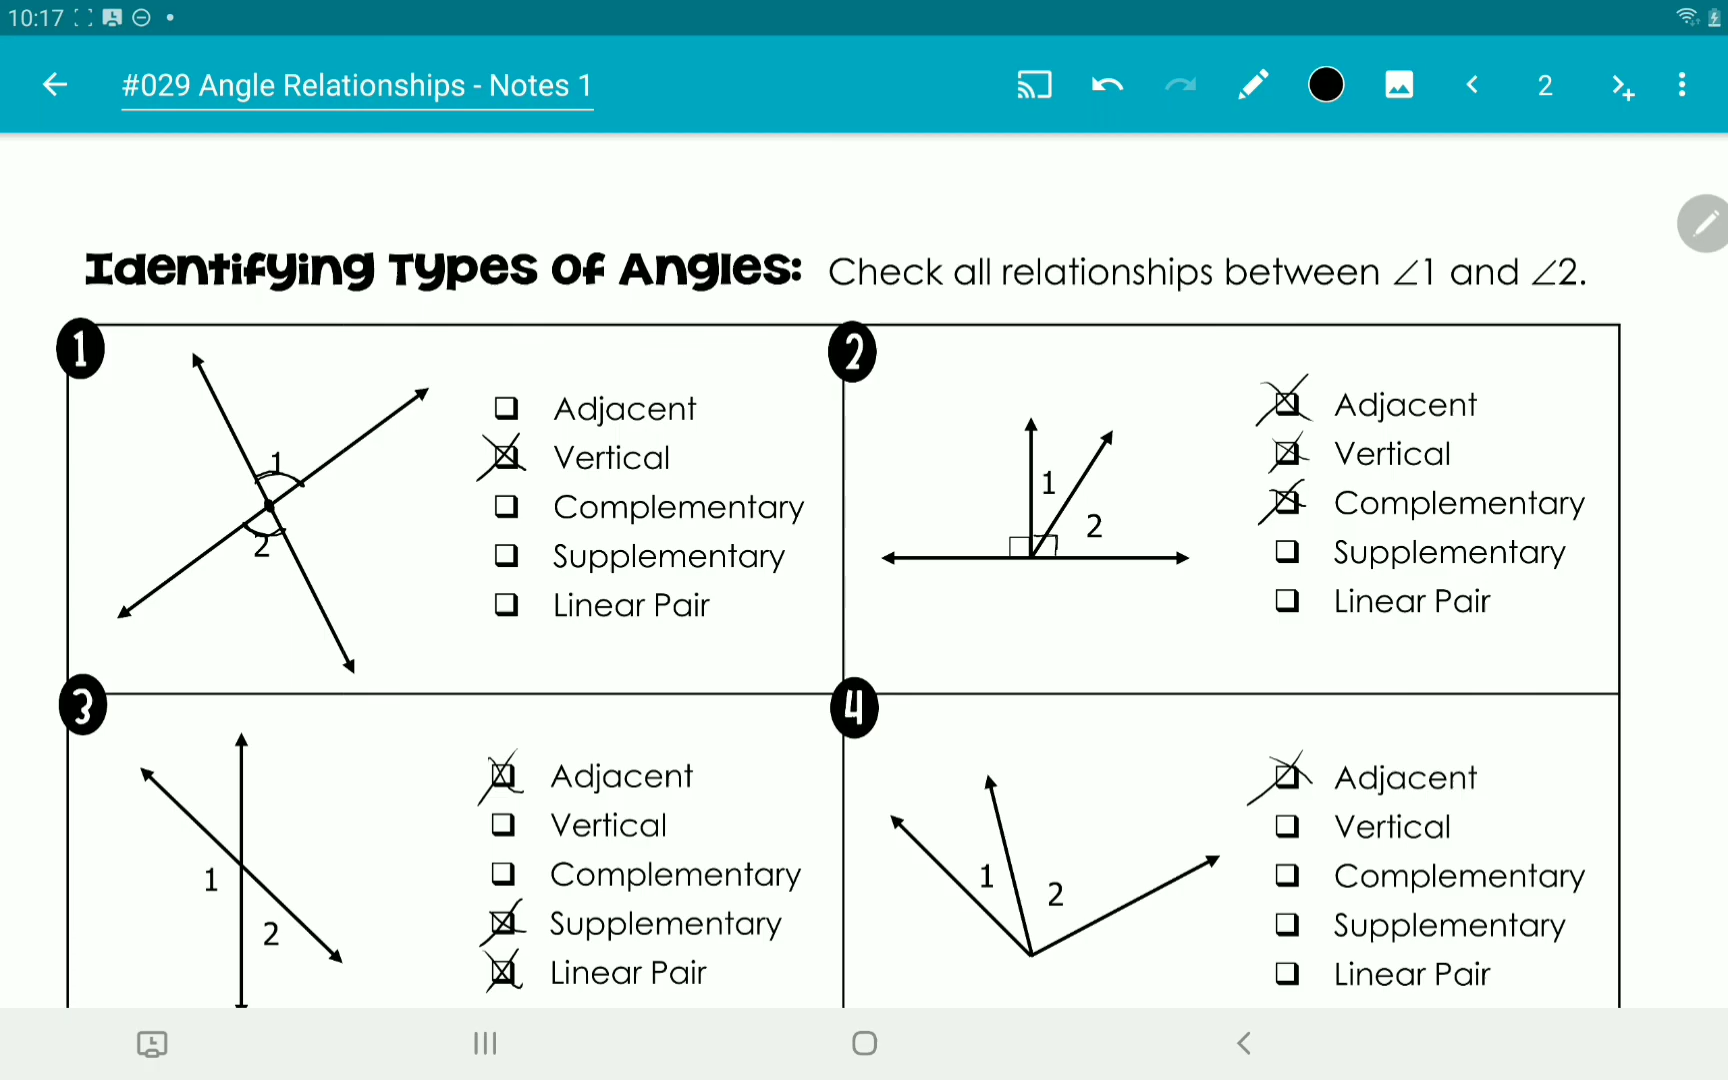 10:17
#029 Angle Relationships - Notes 1
2
Identifying Types of Angles: Check all relationships between ∠1 and ∠2.
1
1
2
Adjacent
Vertical
Complementary
Supplementary
Linear Pair
2
1
2
Adjacent
Vertical
Complementary
Supplementary
Linear Pair
3
1
2
Adjacent
Vertical
Complementary
Supplementary
Linear Pair
4
1
2
Adjacent
Vertical
Complementary
Supplementary
Linear Pair